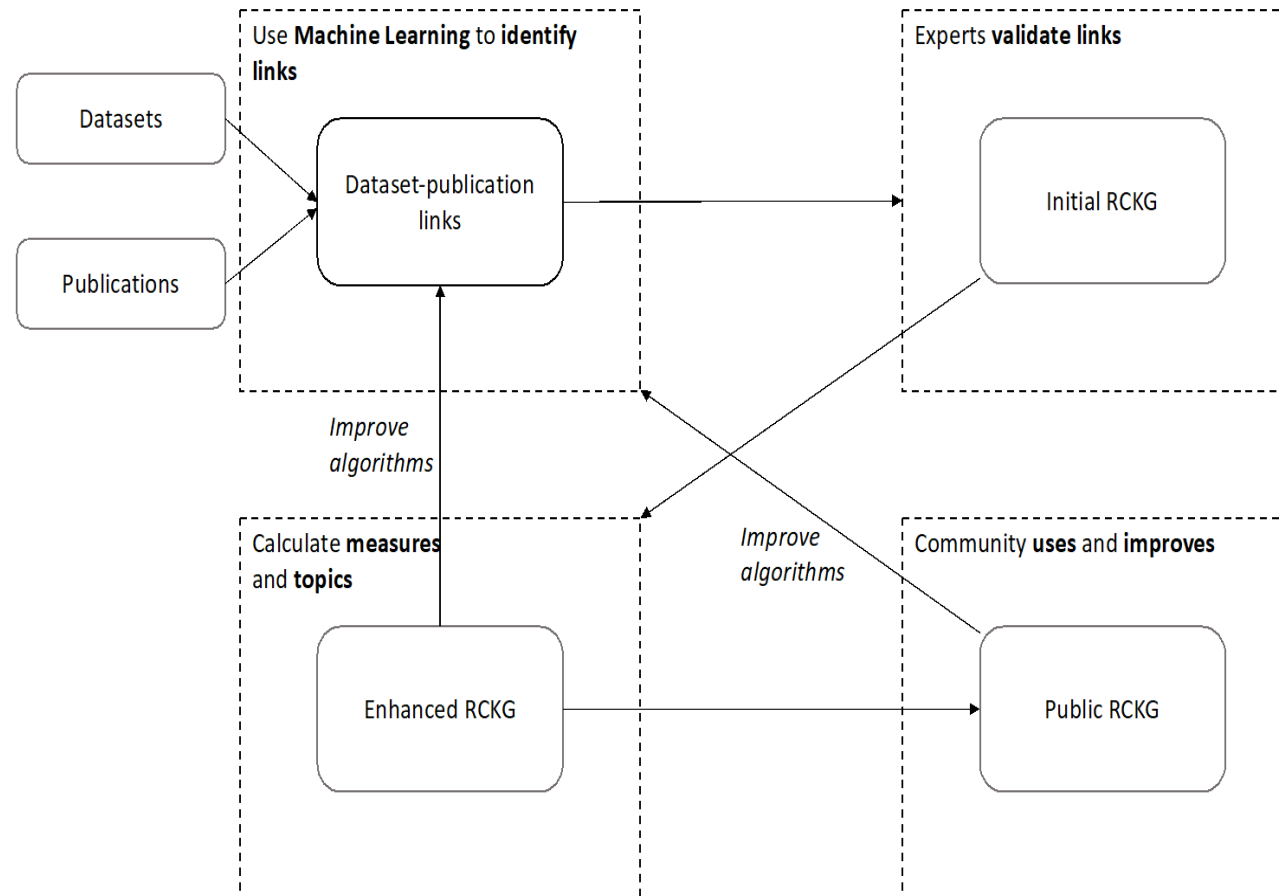 Use Machine Learning to identify
links
Experts validate links
Datasets
Dataset-publication
links
Initial RCKG
Publications
Improve
algorithms
Calculate measures
and topics
Improve
algorithms
Community uses and improves
Enhanced RCKG
Public RCKG